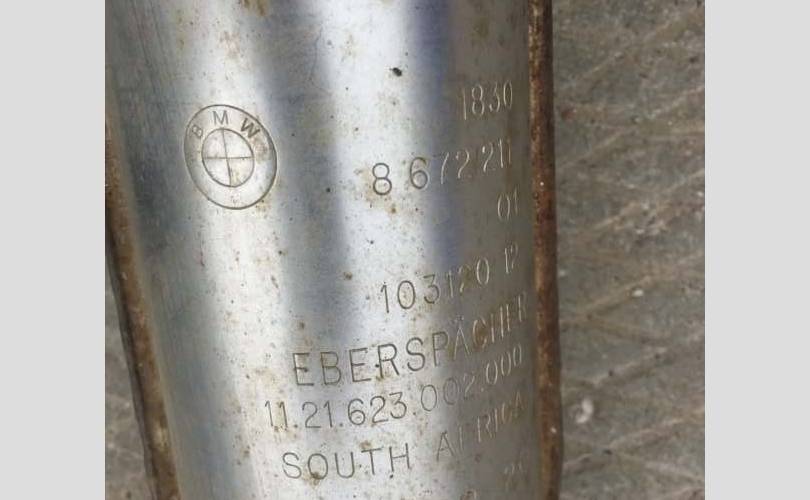 BMW
1830
8 672 211
01
103120 12
EBERSPÄCHER
11.21.623.002.000
SOUTH AFRICA